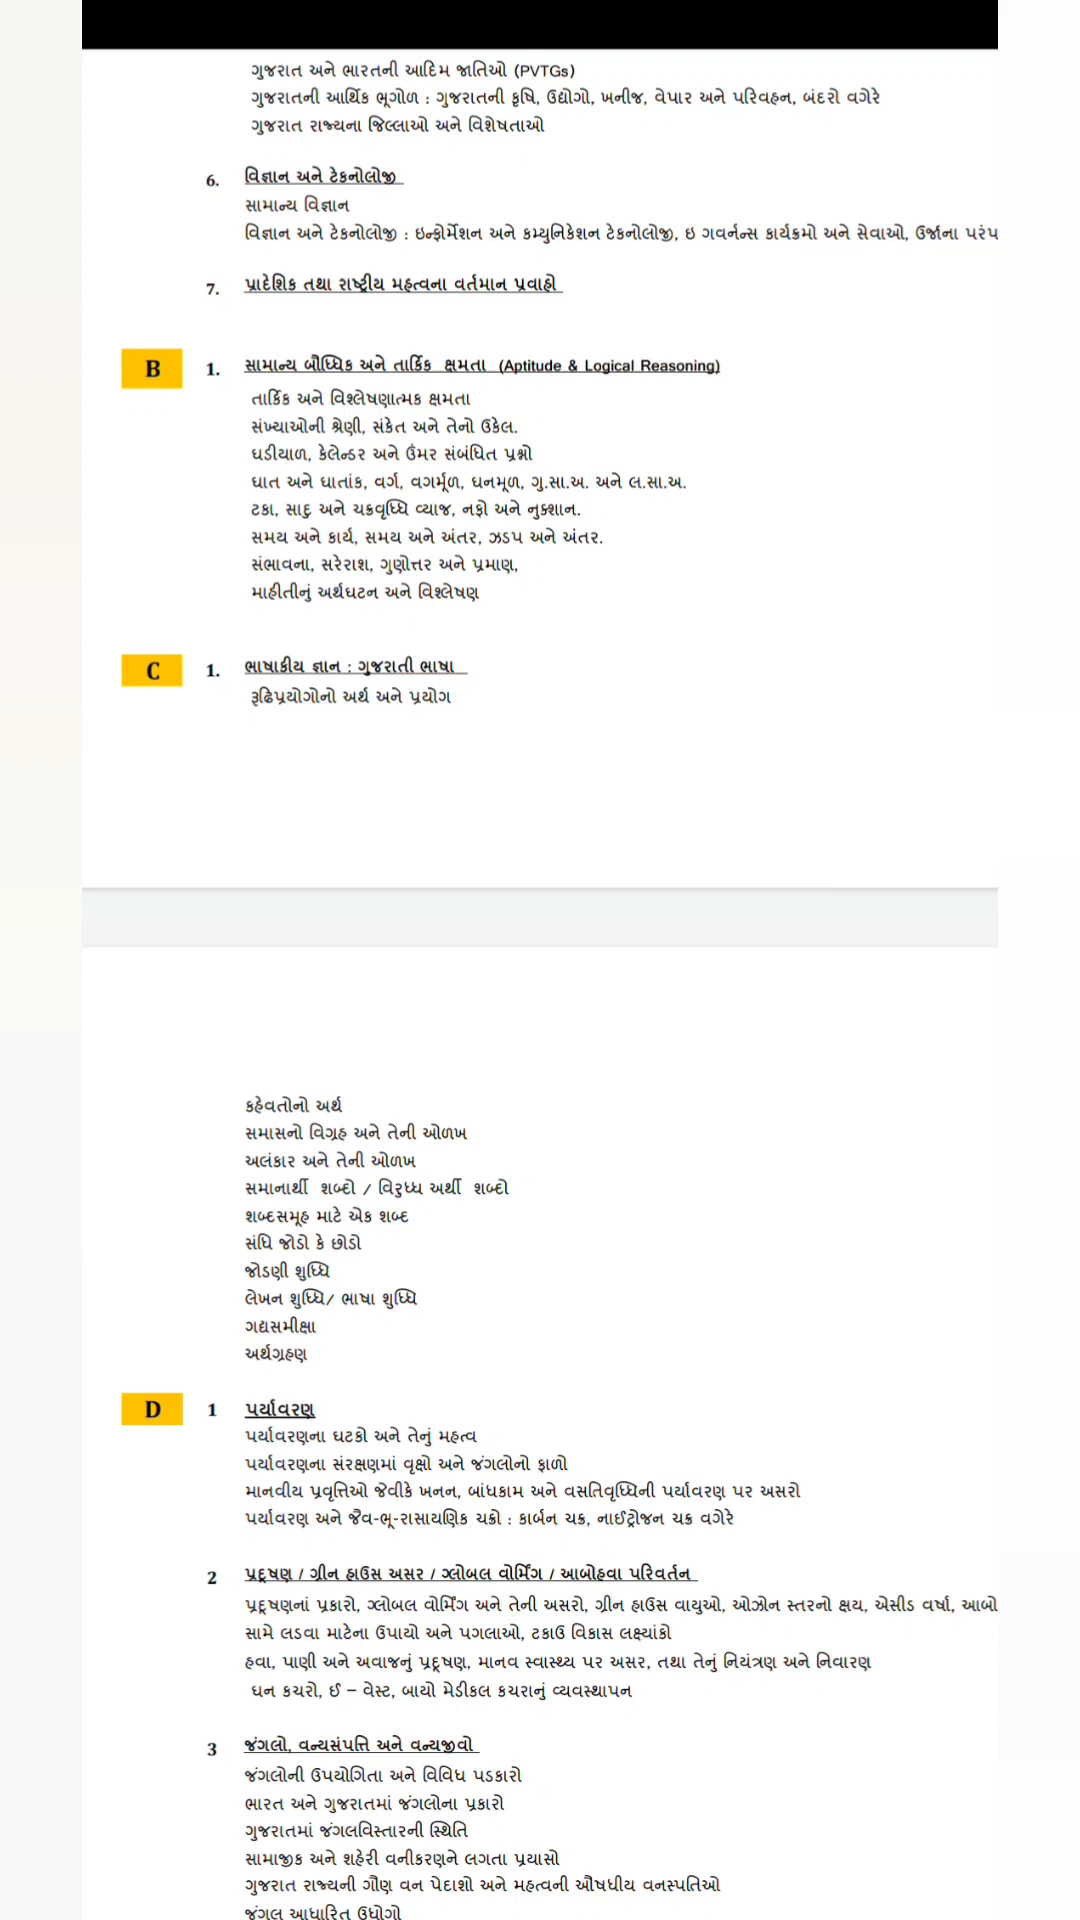 ગુજરાત અને ભારતની આદિમ જાતિઓ (PVTGs)
ગુજરાતની આર્થિક ભૂગોળ : ગુજરાતની કૃષિ, ઉદ્યોગો, ખનીજ, વેપાર અને પરિવહન, બંદરો વગેરે
ગુજરાત રાજ્યના જિલ્લાઓ અને વિશેષતાઓ
6. વિજ્ઞાન અને ટેકનોલોજી
સામાન્ય વિજ્ઞાન
વિજ્ઞાન અને ટેકનોલોજી : ઇન્ફોર્મેશન અને કમ્યુનિકેશન ટેકનોલોજી, ઇ ગવર્નન્સ કાર્યક્રમો અને સેવાઓ, ઉર્જાના પરંપ
7. પ્રાદેશિક તથા રાષ્ટ્રીય મહત્વના વર્તમાન પ્રવાહો
B 1. સામાન્ય બૌધ્ધિક અને તાર્કિક ક્ષમતા (Aptitude & Logical Reasoning)
તાર્કિક અને વિશ્લેષણાત્મક ક્ષમતા
સંખ્યાઓની શ્રેણી, સંકેત અને તેનો ઉકેલ.
ઘડીયાળ, કેલેન્ડર અને ઉંમર સંબંધિત પ્રશ્નો
ઘાત અને ઘાતાંક, વર્ગ, વગર્મૂળ, ઘનમૂળ, ગુ.સા.અ. અને લ.સા.અ.
ટકા, સાદુ અને ચક્રવૃધ્ધિ વ્યાજ, નફો અને નુક્શાન.
સમય અને કાર્ય, સમય અને અંતર, ઝડપ અને અંતર.
સંભાવના, સરેરાશ, ગુણોત્તર અને પ્રમાણ,
માહીતીનું અર્થઘટન અને વિશ્લેષણ
C 1. ભાષાકીય જ્ઞાન : ગુજરાતી ભાષા
રૂઢિપ્રયોગોનો અર્થ અને પ્રયોગ
કહેવતોનો અર્થ
સમાસનો વિગ્રહ અને તેની ઓળખ
અલંકાર અને તેની ઓળખ
સમાનાર્થી શબ્દો / વિરુધ્ધ અર્થી શબ્દો
શબ્દસમૂહ માટે એક શબ્દ
સંધિ જોડો કે છોડો
જોડણી શુધ્ધિ
લેખન શુધ્ધિ/ ભાષા શુધ્ધિ
ગદ્યસમીક્ષા
અર્થગ્રહણ
D 1 પર્યાવરણ
પર્યાવરણના ઘટકો અને તેનું મહત્વ
પર્યાવરણના સંરક્ષણમાં વૃક્ષો અને જંગલોનો ફાળો
માનવીય પ્રવૃત્તિઓ જેવીકે ખનન, બાંધકામ અને વસતિવૃધ્ધિની પર્યાવરણ પર અસરો
પર્યાવરણ અને જૈવ-ભૂ-રાસાયણિક ચક્રો : કાર્બન ચક્ર, નાઈટ્રોજન ચક્ર વગેરે
2 પ્રદૂષણ / ગ્રીન હાઉસ અસર / ગ્લોબલ વોર્મિંગ / આબોહવા પરિવર્તન
પ્રદૂષણનાં પ્રકારો, ગ્લોબલ વોર્મિંગ અને તેની અસરો, ગ્રીન હાઉસ વાયુઓ, ઓઝોન સ્તરનો ક્ષય, એસીડ વર્ષા, આબો
સામે લડવા માટેના ઉપાયો અને પગલાઓ, ટકાઉ વિકાસ લક્ષ્યાંકો
હવા, પાણી અને અવાજનું પ્રદૂષણ, માનવ સ્વાસ્થ્ય પર અસર, તથા તેનું નિયંત્રણ અને નિવારણ
ઘન કચરો, ઈ – વેસ્ટ, બાયો મેડીકલ કચરાનું વ્યવસ્થાપન
3 જંગલો, વન્યસંપત્તિ અને વન્યજીવો
જંગલોની ઉપયોગિતા અને વિવિધ પડકારો
ભારત અને ગુજરાતમાં જંગલોના પ્રકારો
ગુજરાતમાં જંગલવિસ્તારની સ્થિતિ
સામાજીક અને શહેરી વનીકરણને લગતા પ્રયાસો
ગુજરાત રાજ્યની ગૌણ વન પેદાશો અને મહત્વની ઔષધીય વનસ્પતિઓ
જંગલ આધારિત ઉધોગો